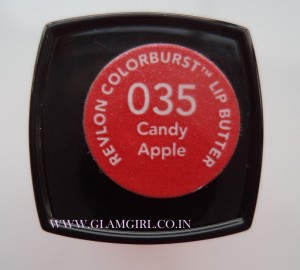 REVLON COLORBURST™ LIP BUTTER
035
Candy
Apple
WWW.GLAMGIRL.CO.IN